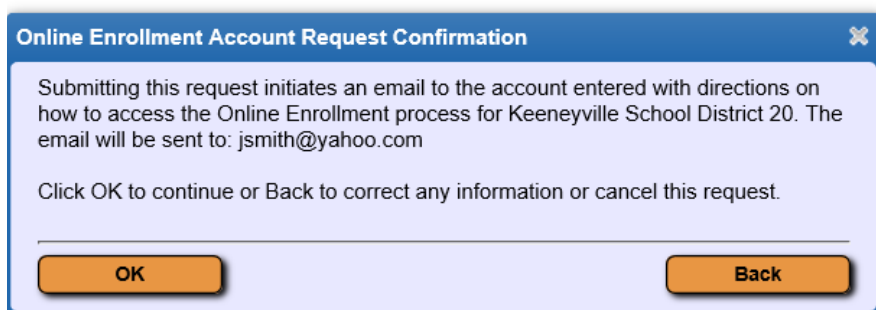 Online Enrollment Account Request Confirmation
Submitting this request initiates an email to the account entered with directions on
how to access the Online Enrollment process for Keeneyville School District 20. The
email will be sent to: jsmith@yahoo.com
Click OK to continue or Back to correct any information or cancel this request.
OK
Back